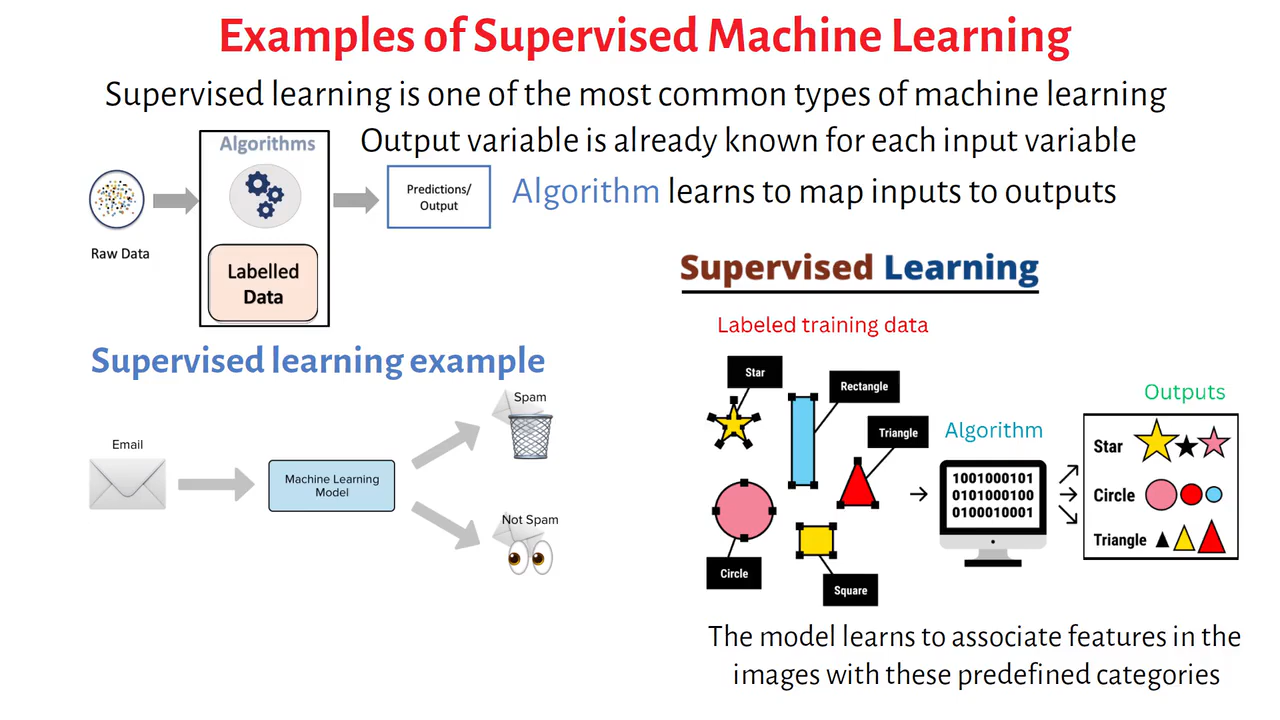 Examples of Supervised Machine Learning
Supervised learning is one of the most common types of machine learning
Output variable is already known for each input variable
Algorithm learns to map inputs to outputs
Algorithms
Raw Data
Labelled
Data
Predictions/
Output
Supervised learning example
Email
Machine Learning
Model
Spam
Not Spam
Supervised Learning
Labeled training data
Star
Rectangle
Triangle
Circle
Square
Algorithm
1001000101
0101000100
0100010001
Outputs
Star
Circle
Triangle
The model learns to associate features in the
images with these predefined categories